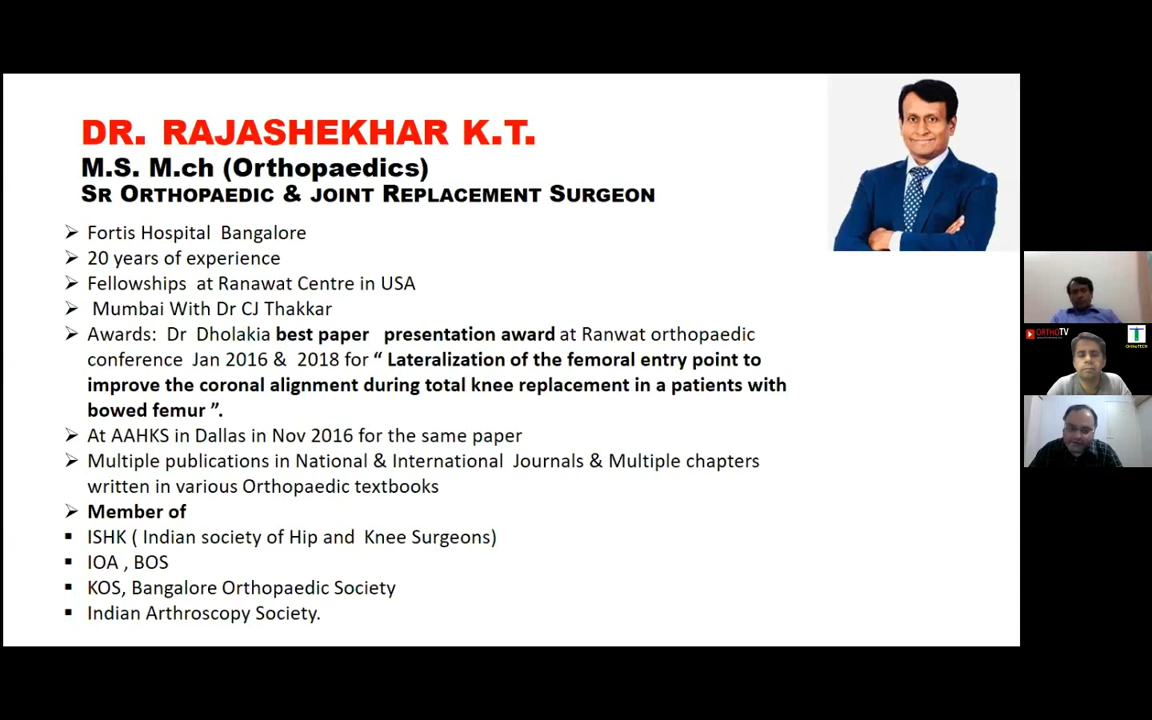 DR. RAJASHEKHAR K.T.
M.S. M.ch (Orthopaedics)
SR ORTHOPAEDIC & JOINT REPLACEMENT SURGEON
➢ Fortis Hospital Bangalore
➢ 20 years of experience
➢ Fellowships at Ranawat Centre in USA
➢ Mumbai With Dr CJ Thakkar
➢ Awards: Dr Dholakia best paper presentation award at Ranwat orthopaedic
conference Jan 2016 & 2018 for “ Lateralization of the femoral entry point to
improve the coronal alignment during total knee replacement in a patients with
bowed femur ”.
➢ At AAHKS in Dallas in Nov 2016 for the same paper
➢ Multiple publications in National & International Journals & Multiple chapters
written in various Orthopaedic textbooks
➢ Member of
▪ ISHK ( Indian society of Hip and Knee Surgeons)
▪ IOA , BOS
▪ KOS, Bangalore Orthopaedic Society
▪ Indian Arthroscopy Society.
ORTHOTV
OrthoTECH